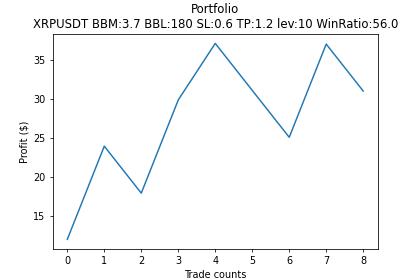 Portfolio
XRPUSDT BBM:3.7 BBL:180 SL:0.6 TP:1.2 lev:10 WinRatio:56.0
35
30
25
20
15
Profit ($)
0 1 2 3 4 5 6 7 8
Trade counts